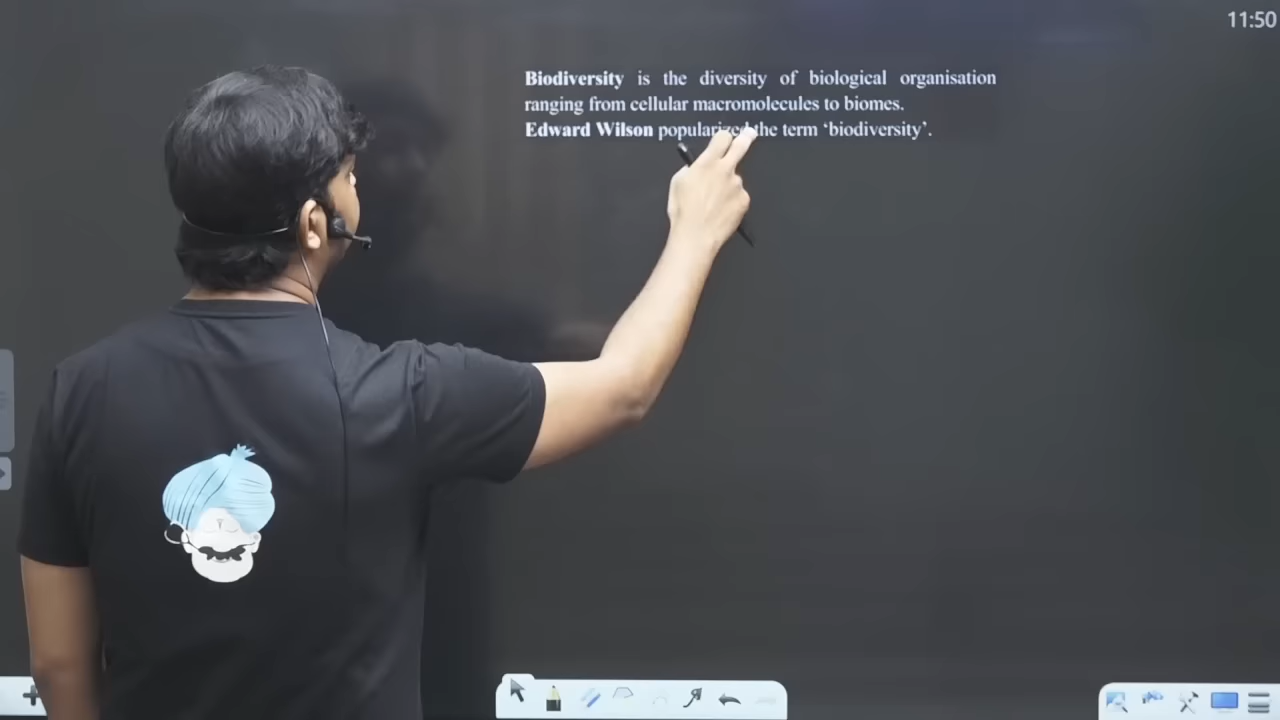 11:50
Biodiversity is the diversity of biological organisation
ranging from cellular macromolecules to biomes.
Edward Wilson popularized the term ‘biodiversity’.